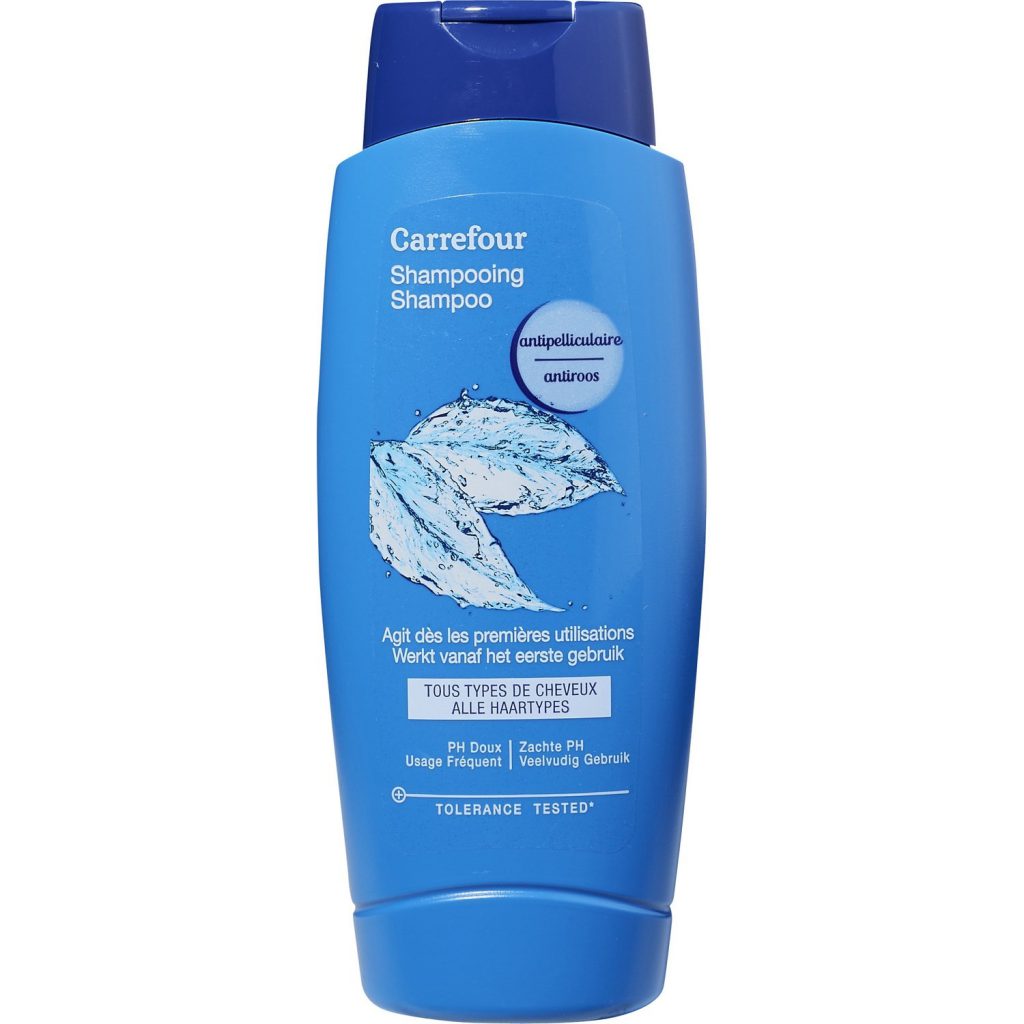 Carrefour
Shampooing
Shampoo
antipelliculaire
antiroos
Agit dès les premières utilisations
Werkt vanaf het eerste gebruik
TOUS TYPES DE CHEVEUX
ALLE HAARTYPES
PH Doux
Usage Fréquent
Zachte PH
Veelvudig Gebruik
TOLERANCE TESTED*